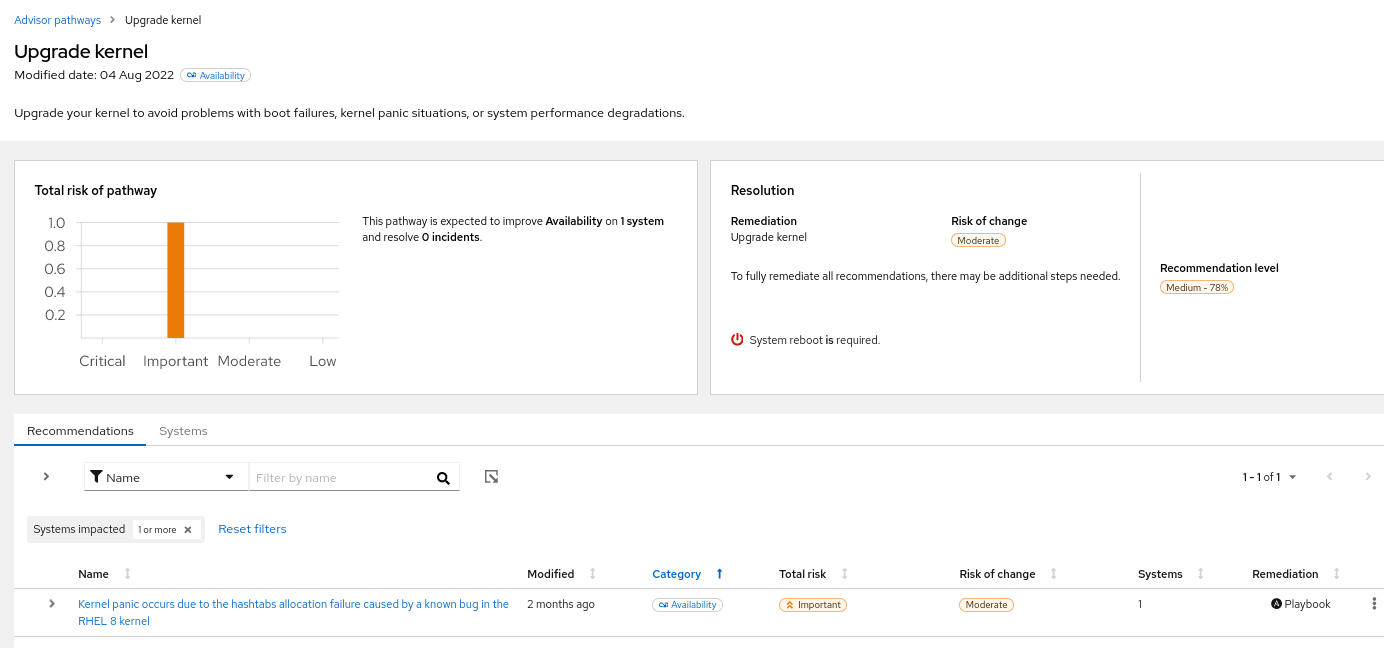 Advisor pathways > Upgrade kernel
Upgrade kernel
Modified date: 04 Aug 2022 Availability
Upgrade your kernel to avoid problems with boot failures, kernel panic situations, or system performance degradations.
Total risk of pathway
1.0
0.8
0.6
0.4
0.2
Critical Important Moderate Low
This pathway is expected to improve Availability on 1 system
and resolve 0 incidents.
Resolution
Remediation
Upgrade kernel
Risk of change
Moderate
To fully remediate all recommendations, there may be additional steps needed.
System reboot is required.
Recommendation level
Medium - 78%
Recommendations Systems
Name Filter by name 1 - 1 of 1
Systems impacted 1 or more Reset filters
Name Modified Category Total risk Risk of change Systems Remediation
Kernel panic occurs due to the hashtabs allocation failure caused by a known bug in the 2 months ago Availability Important Moderate 1 Playbook
RHEL 8 kernel